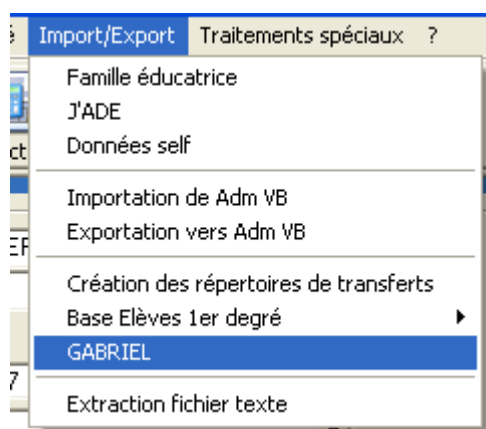 Import/Export Traitements spéciaux ?
Famille éducatrice
J'ADE
Données self
Importation de Adm VB
Exportation vers Adm VB
Création des répertoires de transferts
Base Elèves 1er degré
GABRIEL
Extraction fichier texte